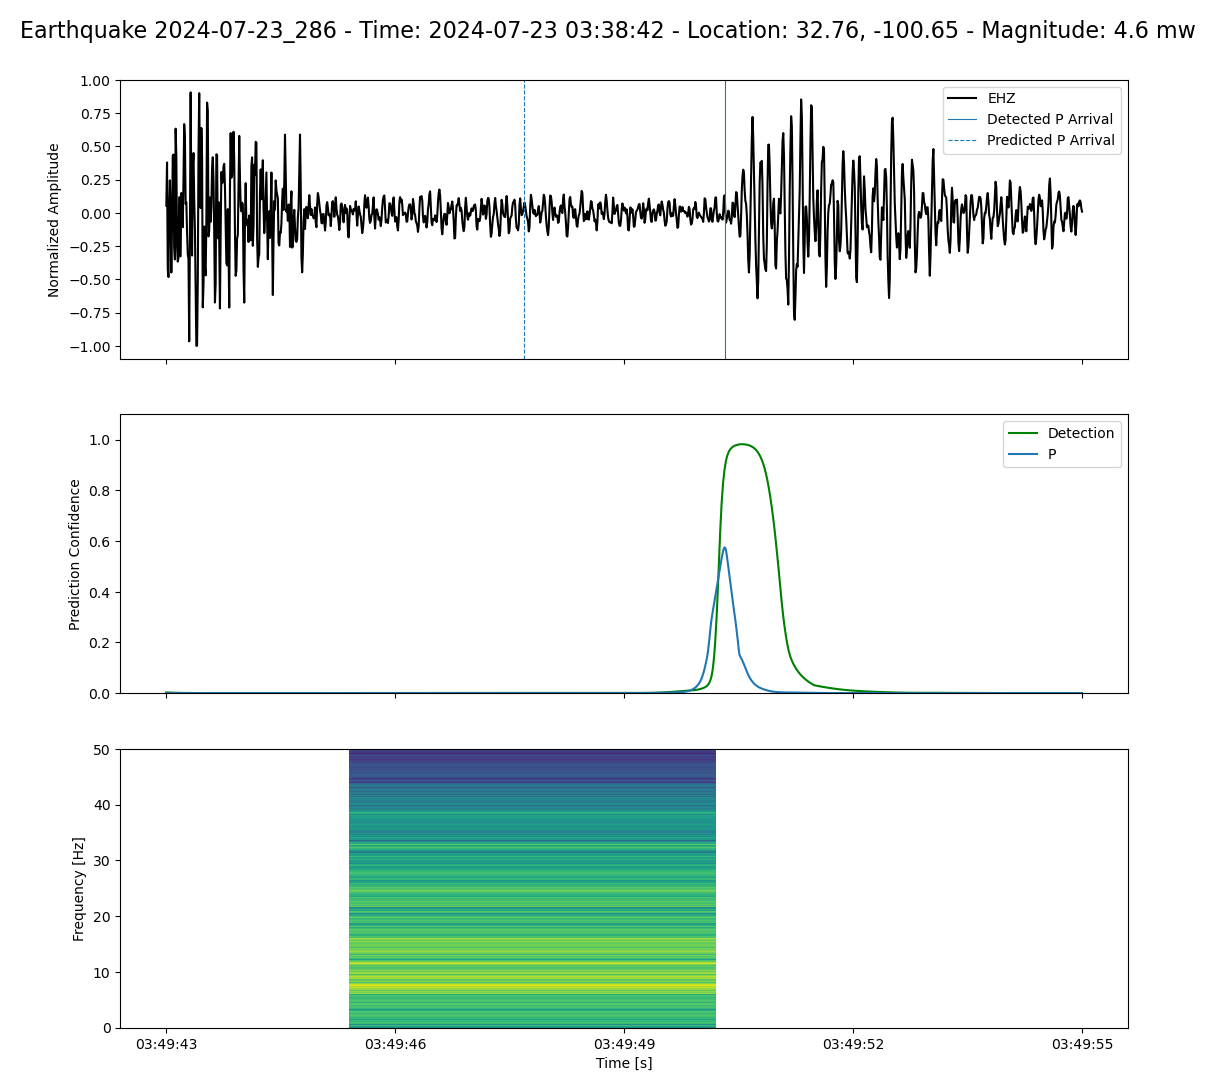 Earthquake 2024-07-23_286 - Time: 2024-07-23 03:38:42 - Location: 32.76, -100.65 - Magnitude: 4.6 mw
1.00
0.75
0.50
0.25
0.00
−0.25
−0.50
−0.75
−1.00
Normalized Amplitude
EHZ
Detected P Arrival
Predicted P Arrival
1.0
0.8
0.6
0.4
0.2
0.0
Prediction Confidence
Detection
P
50
40
30
20
10
0
Frequency [Hz]
03:49:43 03:49:46 03:49:49 03:49:52 03:49:55
Time [s]